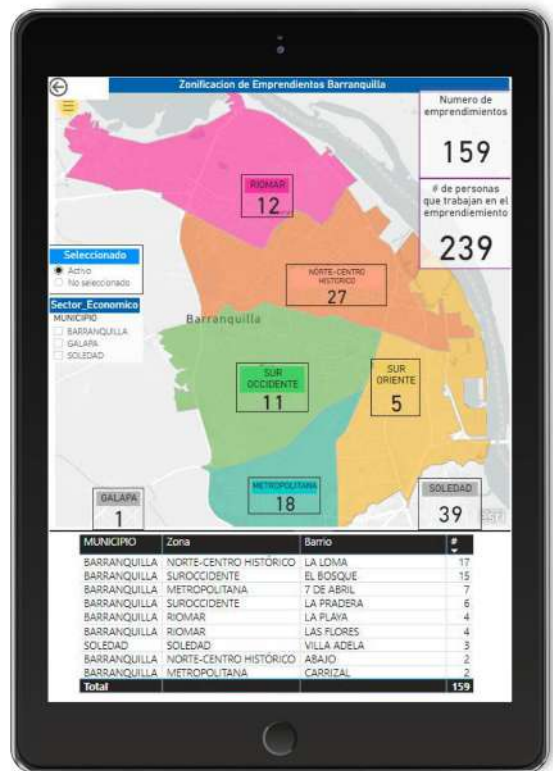 Zonificacion de Emprendientos Barranquilla
Numero de
emprendimientos
159
# de personas
que trabajan en el
emprendiemiento
239
RIOMAR
12
Seleccionado
Activo
No seleccionado
Sector_Economico
MUNICIPIO
BARRANQUILLA
GALAPA
SOLEDAD
NORTE-CENTRO
HISTORICO
27
Barranquilla
SUR
OCCIDENTE
11
SUR
ORIENTE
5
METROPOLITANA
18
GALAPA
1
SOLEDAD
39
esri
MUNICIPIO Zona Barrio #
BARRANQUILLA NORTE-CENTRO HISTÓRICO LA LOMA 17
BARRANQUILLA SUROCCIDENTE EL BOSQUE 15
BARRANQUILLA METROPOLITANA 7 DE ABRIL 7
BARRANQUILLA SUROCCIDENTE LA PRADERA 6
BARRANQUILLA RIOMAR LA PLAYA 4
BARRANQUILLA RIOMAR LAS FLORES 4
SOLEDAD SOLEDAD VILLA ADELA 3
BARRANQUILLA NORTE-CENTRO HISTÓRICO ABAJO 2
BARRANQUILLA METROPOLITANA CARRIZAL 2
Total 159